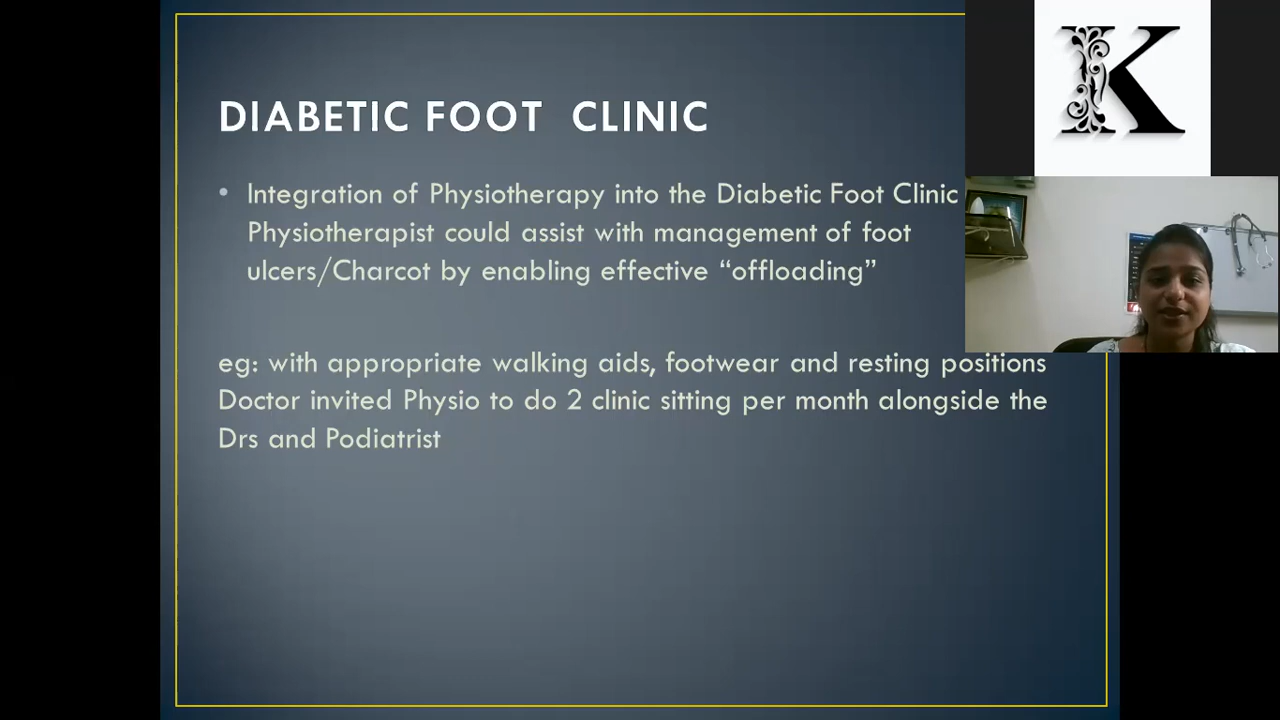 DIABETIC FOOT CLINIC
• Integration of Physiotherapy into the Diabetic Foot Clinic
Physiotherapist could assist with management of foot
ulcers/Charcot by enabling effective “offloading”
eg: with appropriate walking aids, footwear and resting positions
Doctor invited Physio to do 2 clinic sitting per month alongside the
Drs and Podiatrist
K